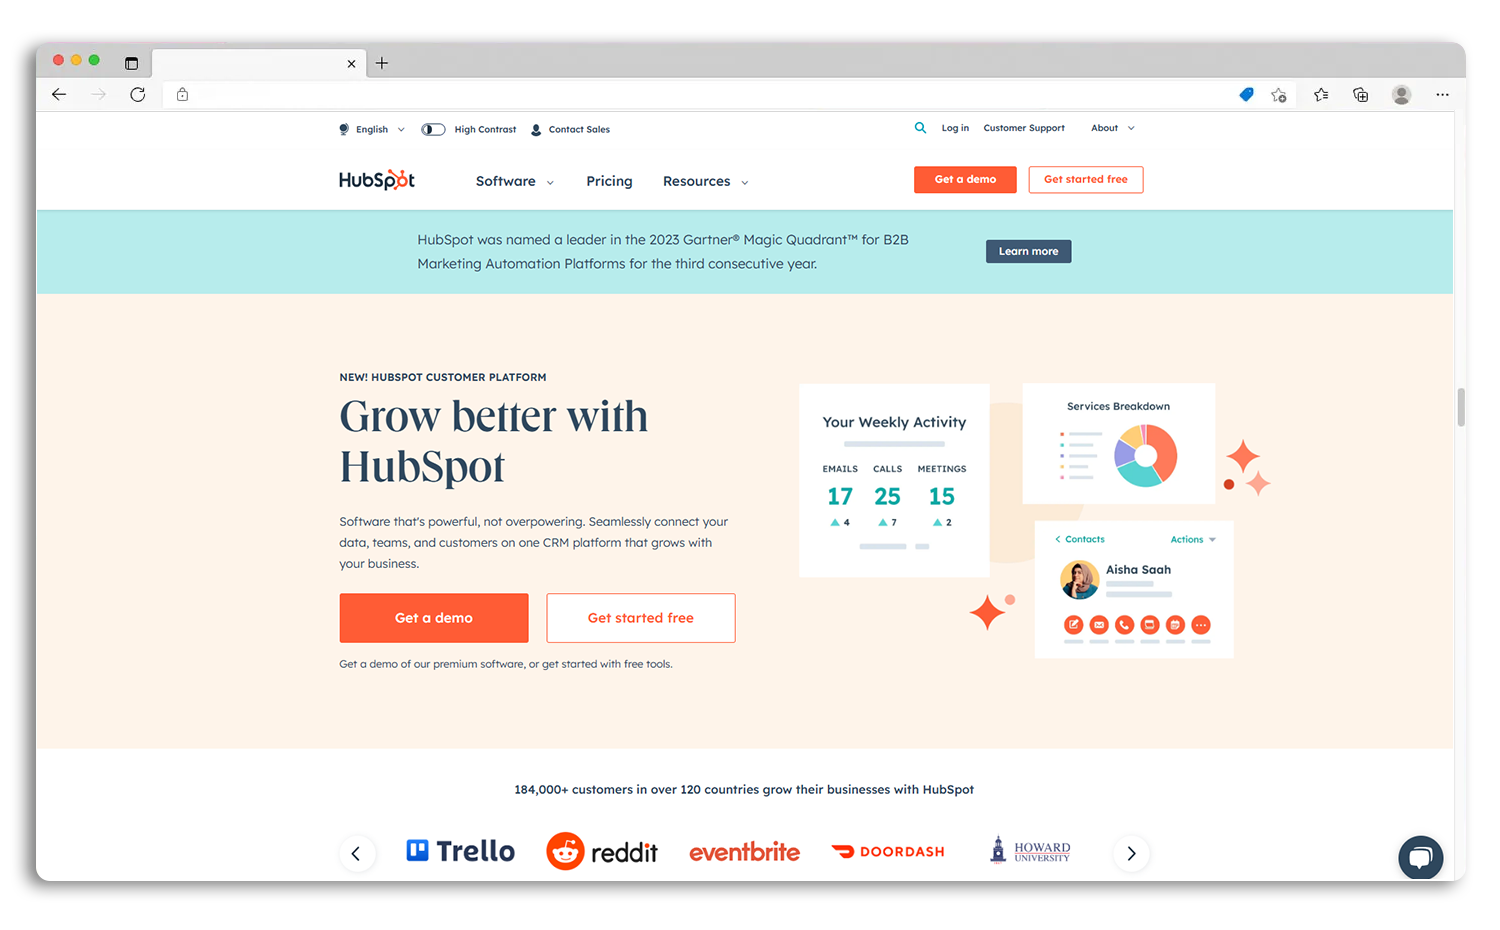 English
High Contrast
Contact Sales
Log in
Customer Support
About
HubSpot
Software
Pricing
Resources
Get a demo
Get started free
HubSpot was named a leader in the 2023 Gartner® Magic Quadrant™ for B2B
Marketing Automation Platforms for the third consecutive year.
Learn more
NEW! HUBSPOT CUSTOMER PLATFORM
Grow better with
HubSpot
Software that's powerful, not overpowering. Seamlessly connect your
data, teams, and customers on one CRM platform that grows with
your business.
Get a demo
Get started free
Get a demo of our premium software, or get started with free tools.
Your Weekly Activity
EMAILS CALLS MEETINGS
17 25 15
4 7 2
Services Breakdown
Contacts
Actions
Aisha Saah
184,000+ customers in over 120 countries grow their businesses with HubSpot
Trello
reddit
eventbrite
DOORDASH
HOWARD
UNIVERSITY